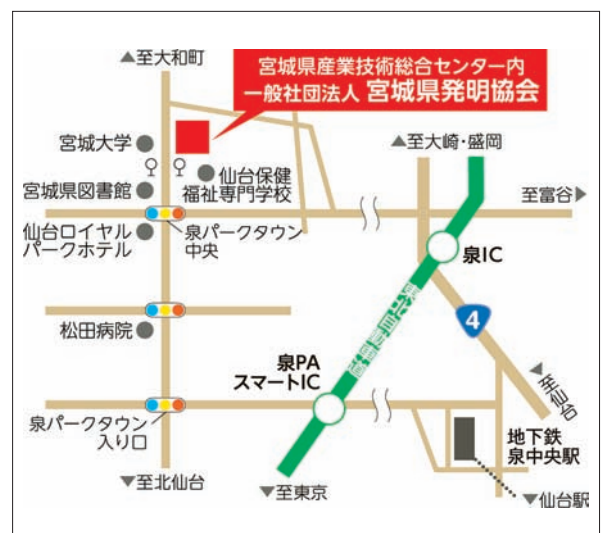 ▲至大和町
宮城県産業技術総合センター内
一般社団法人 宮城県発明協会
宮城大学
▲至大崎・盛岡
仙台保健
福祉専門学校
宮城県図書館
至富谷▶
仙台ロイヤル
パークホテル
泉パークタウン
中央
泉IC
東北自動車道
4
松田病院
泉PA
スマートIC
◀至仙台
泉パークタウン
入り口
地下鉄
泉中央駅
▼至北仙台
▼至東京
▼仙台駅